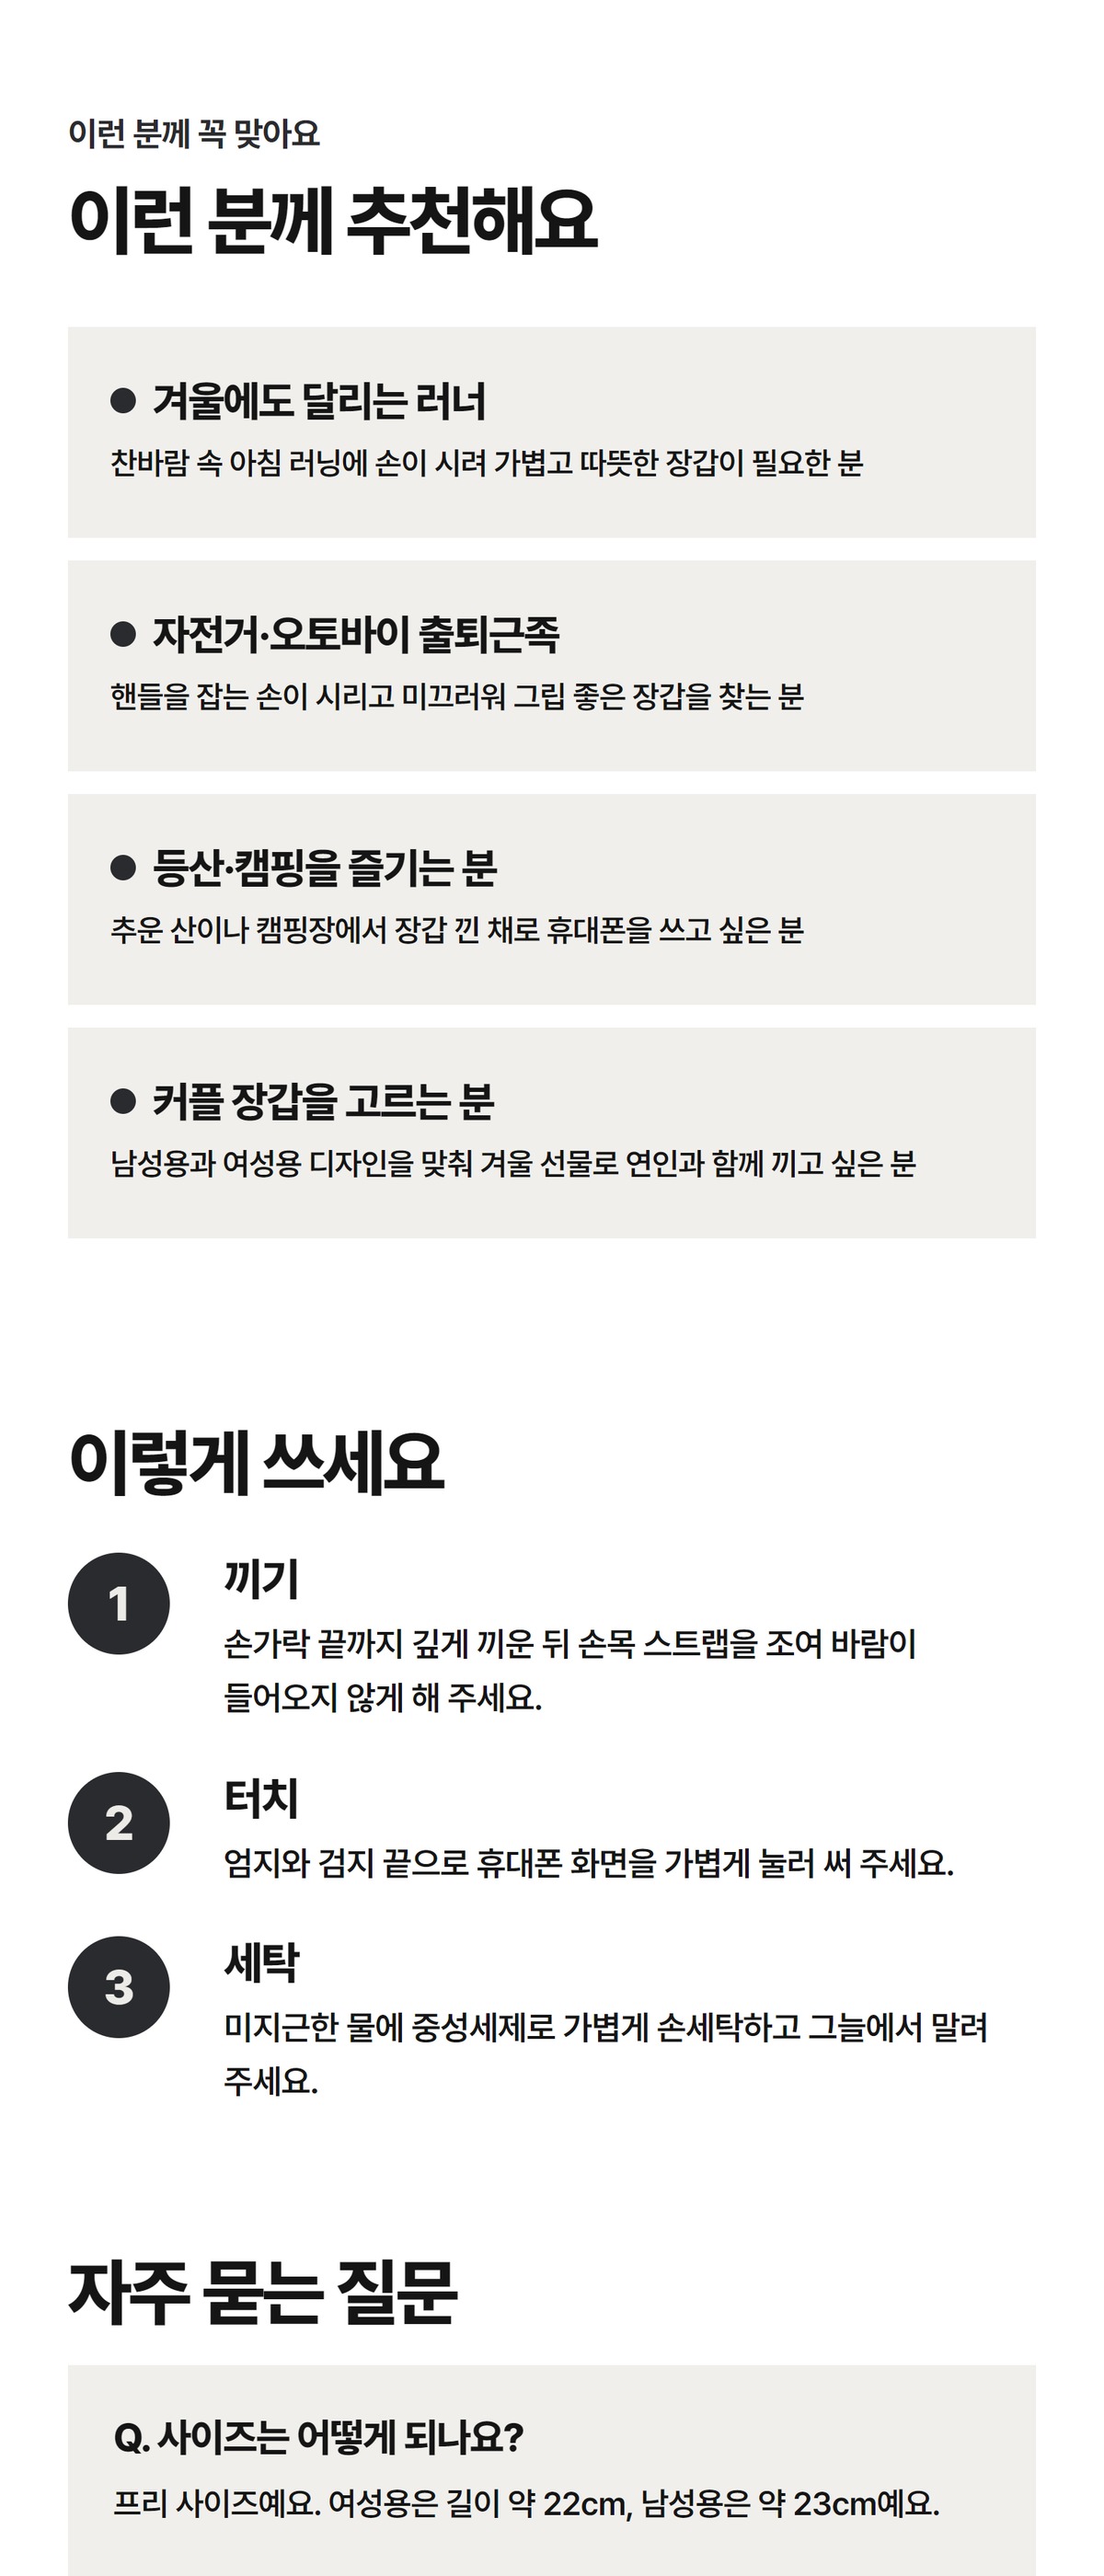 이런 분께 꼭 맞아요
이런 분께 추천해요
겨울에도 달리는 러너
찬바람 속 아침 러닝에 손이 시려 가볍고 따뜻한 장갑이 필요한 분
자전거·오토바이 출퇴근족
핸들을 잡는 손이 시리고 미끄러워 그립 좋은 장갑을 찾는 분
등산·캠핑을 즐기는 분
추운 산이나 캠핑장에서 장갑 낀 채로 휴대폰을 쓰고 싶은 분
커플 장갑을 고르는 분
남성용과 여성용 디자인을 맞춰 겨울 선물로 연인과 함께 끼고 싶은 분
이렇게 쓰세요
1
끼기
손가락 끝까지 깊게 끼운 뒤 손목 스트랩을 조여 바람이
들어오지 않게 해 주세요.
2
터치
엄지와 검지 끝으로 휴대폰 화면을 가볍게 눌러 써 주세요.
3
세탁
미지근한 물에 중성세제로 가볍게 손세탁하고 그늘에서 말려
주세요.
자주 묻는 질문
Q. 사이즈는 어떻게 되나요?
프리 사이즈예요. 여성용은 길이 약 22cm, 남성용은 약 23cm예요.